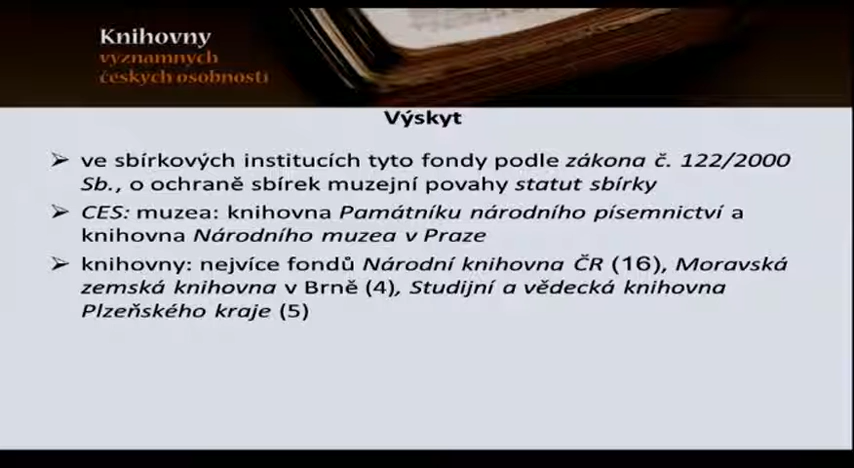 Knihovny
významných
českých osobností
Výskyt
➢ ve sbírkových institucích tyto fondy podle zákona č. 122/2000
Sb., o ochraně sbírek muzejní povahy statut sbírky
➢ CES: muzea: knihovna Památníku národního písemnictví a
knihovna Národního muzea v Praze
➢ knihovny: nejvíce fondů Národní knihovna ČR (16), Moravská
zemská knihovna v Brně (4), Studijní a vědecká knihovna
Plzeňského kraje (5)